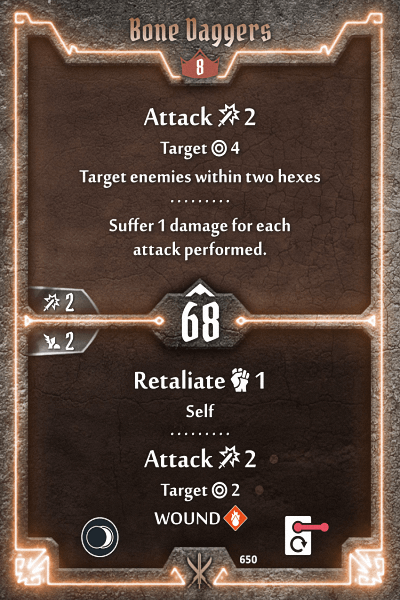 Bone Daggers
8
Attack 2
Target 4
Target enemies within two hexes
Suffer 1 damage for each
attack performed.
2
68
2
Retaliate 1
Self
Attack 2
Target 2
WOUND
650